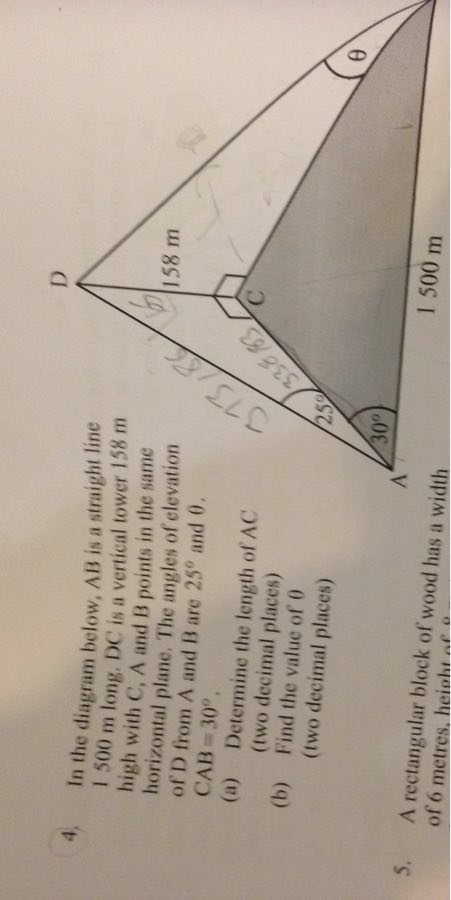 4.
In the diagram below, AB is a straight line
1 500 m long. DC is a vertical tower 158 m
high with C, A and B points in the same
horizontal plane. The angles of elevation
of D from A and B are 25° and θ.
CAB = 30°.
(a) Determine the length of AC
(two decimal places)
(b) Find the value of θ
(two decimal places)
D
158 m
θ
C
338,83
25°
30°
A
1 500 m
5. A rectangular block of wood has a width
of 6 metres, height of 8